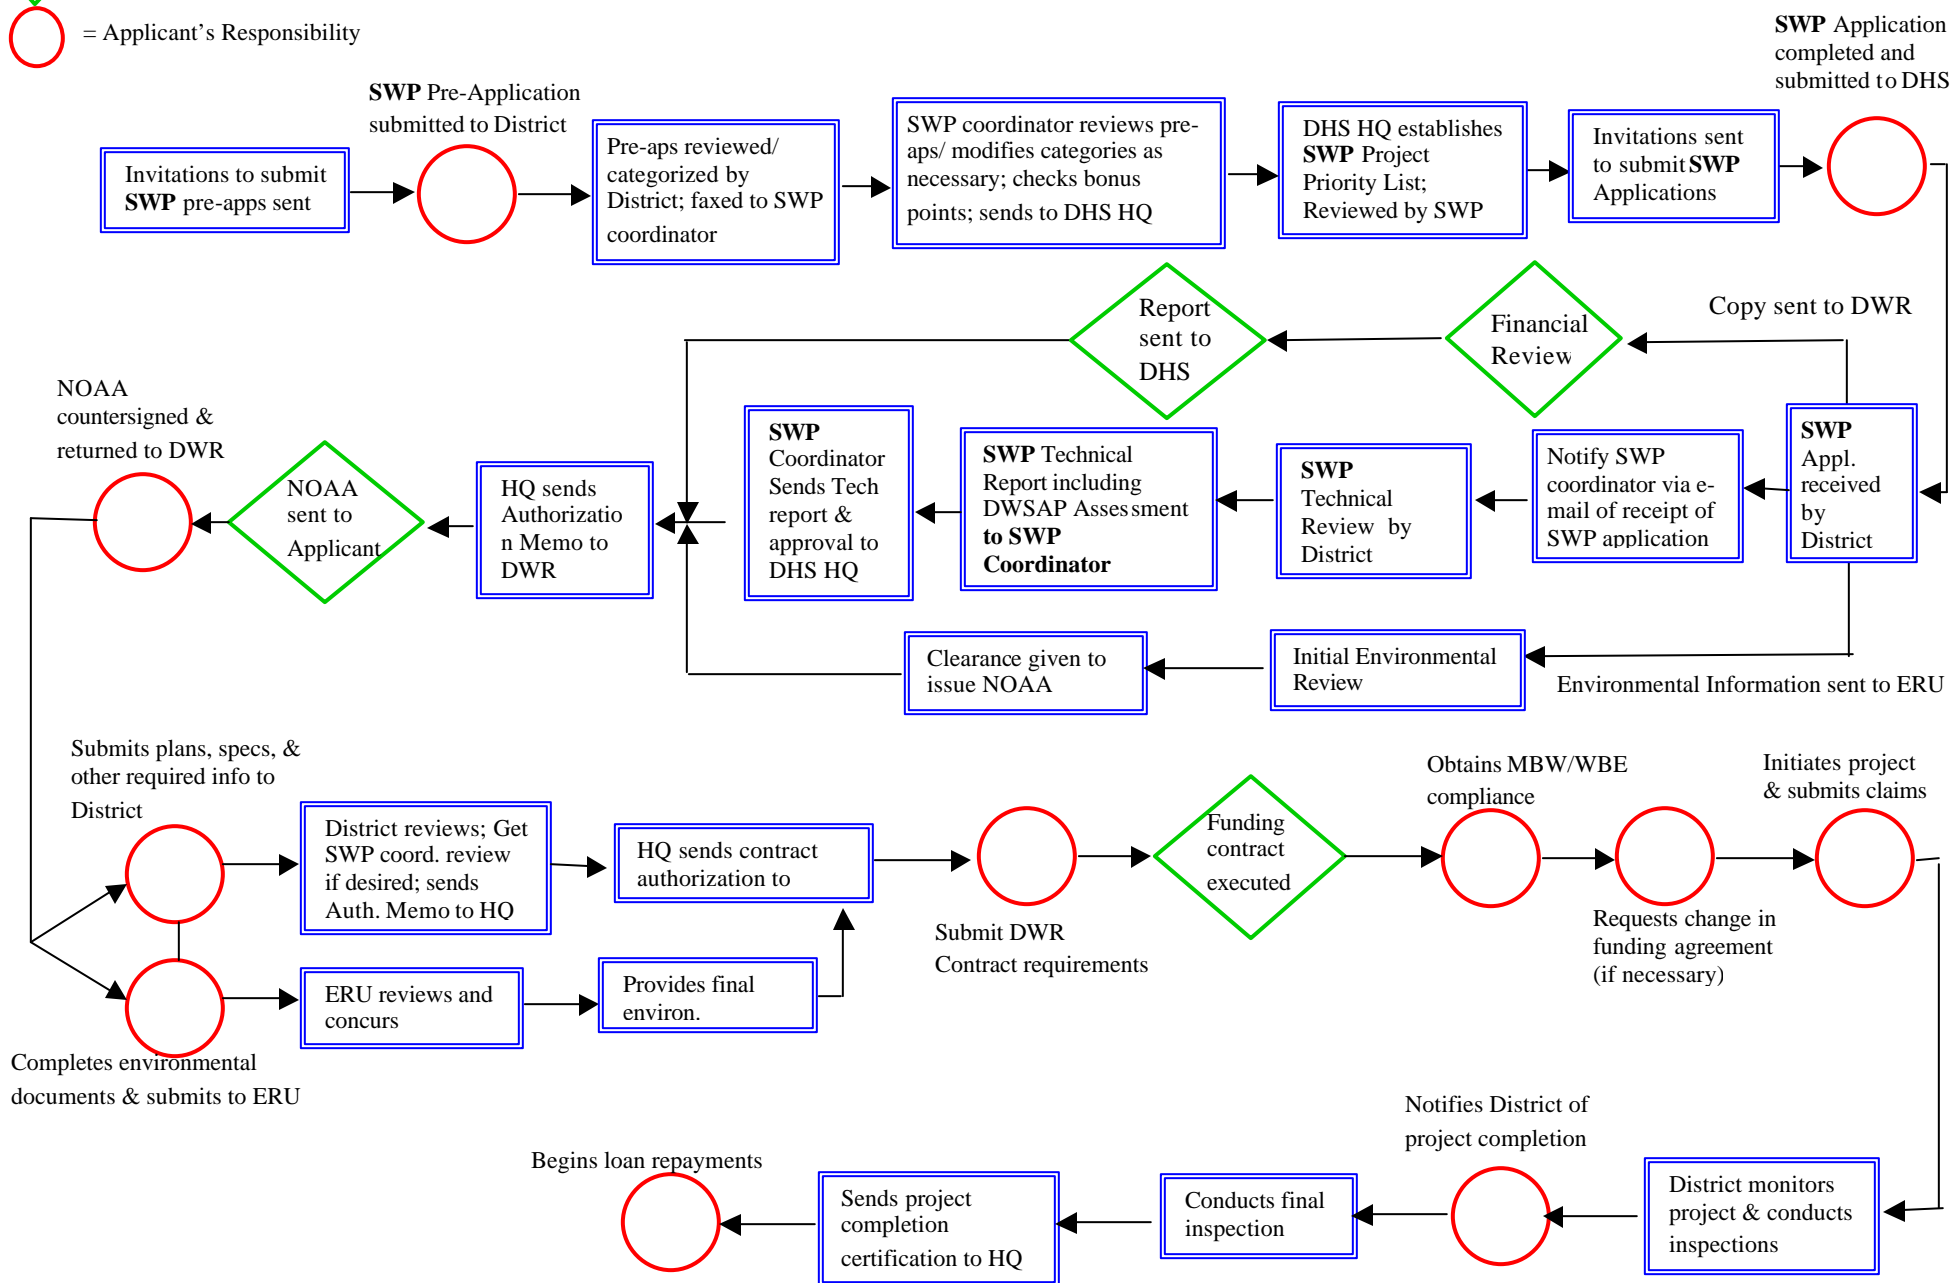 = Applicant's Responsibility
SWP Application
completed and
submitted to DHS
SWP Pre-Application
submitted to District
Invitations to submit
SWP pre-apps sent
Pre-aps reviewed/
categorized by
District; faxed to SWP
coordinator
SWP coordinator reviews pre-
aps/ modifies categories as
necessary; checks bonus
points; sends to DHS HQ
DHS HQ establishes
SWP Project
Priority List;
Reviewed by SWP
Invitations sent
to submit SWP
Applications
Report
sent to
DHS
Financial
Review
Copy sent to DWR
NOAA
countersigned &
returned to DWR
NOAA
sent to
Applicant
HQ sends
Authorizatio
n Memo to
DWR
SWP
Coordinator
Sends Tech
report &
approval to
DHS HQ
SWP Technical
Report including
DWSAP Assessment
to SWP
Coordinator
SWP
Technical
Review by
District
Notify SWP
coordinator via e-
mail of receipt of
SWP application
SWP
Appl.
received
by
District
Clearance given to
issue NOAA
Initial Environmental
Review
Environmental Information sent to ERU
Submits plans, specs, &
other required info to
District
District reviews; Get
SWP coord. review
if desired; sends
Auth. Memo to HQ
HQ sends contract
authorization to
Submit DWR
Contract requirements
Funding
contract
executed
Obtains MBW/WBE
compliance
Requests change in
funding agreement
(if necessary)
Initiates project
& submits claims
ERU reviews and
concurs
Provides final
environ.
Completes environmental
documents & submits to ERU
Begins loan repayments
Sends project
completion
certification to HQ
Conducts final
inspection
Notifies District of
project completion
District monitors
project & conducts
inspections